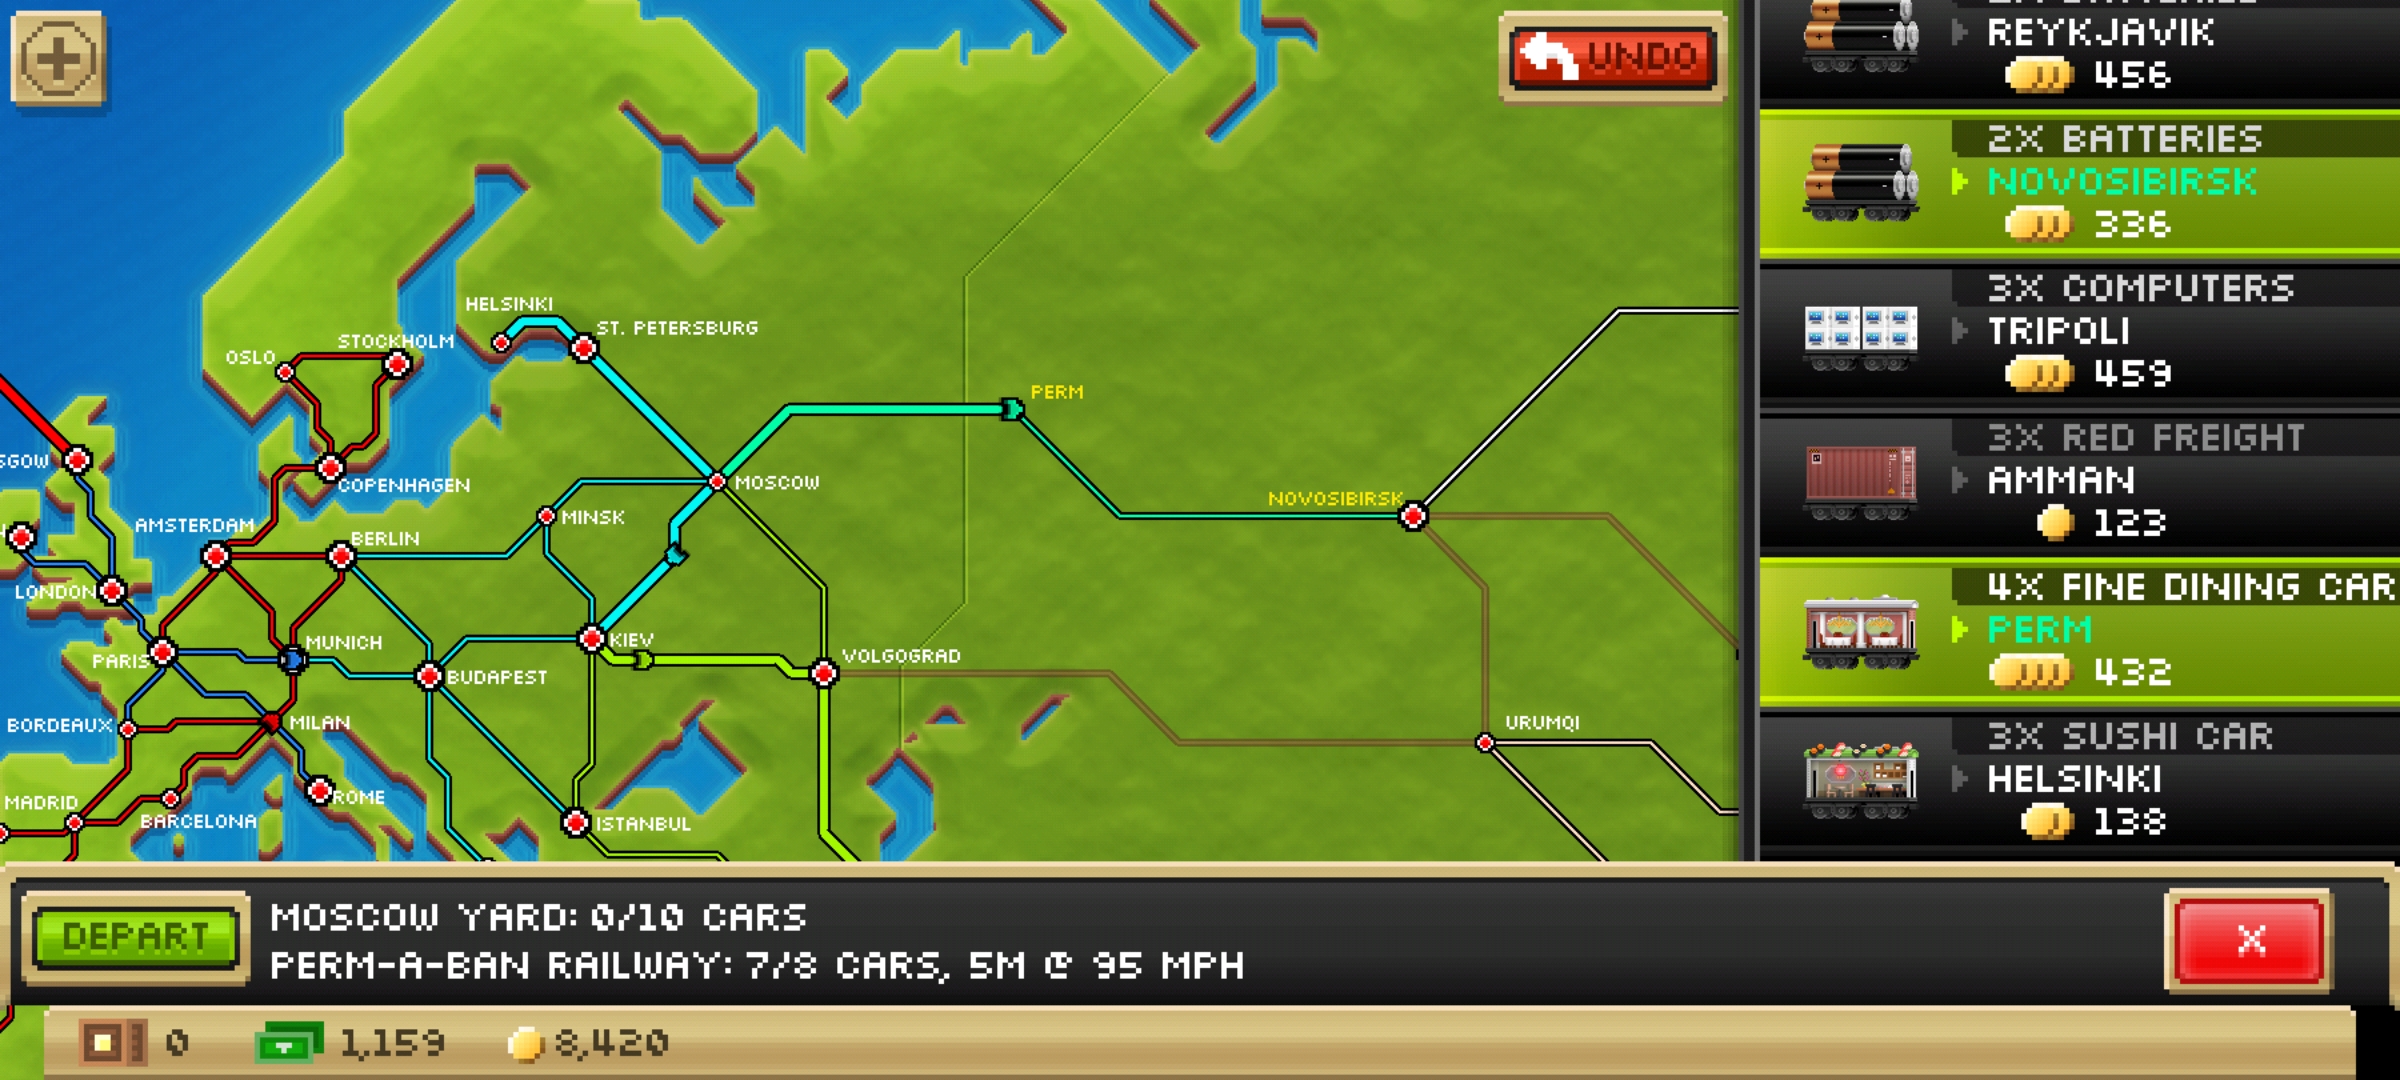 UNDO
REYKJAVIK
456
2X BATTERIES
NOVOSIBIRSK
336
3X COMPUTERS
TRIPOLI
459
3X RED FREIGHT
AMMAN
123
4X FINE DINING CAR
PERM
432
3X SUSHI CAR
HELSINKI
138
HELSINKI
ST. PETERSBURG
STOCKHOLM
OSLO
PERM
SGOW
COPENHAGEN
MOSCOW
NOVOSIBIRSK
AMSTERDAM
MINSK
BERLIN
LONDON
MUNICH
KIEV
PARIS
BUDAPEST
VOLGOGRAD
BORDEAUX
MILAN
URUMQI
MADRID
ROME
BARCELONA
ISTANBUL
DEPART
MOSCOW YARD: 0/10 CARS
PERM-A-BAN RAILWAY: 7/8 CARS, 5M @ 95 MPH
X
0
1,159
8,420